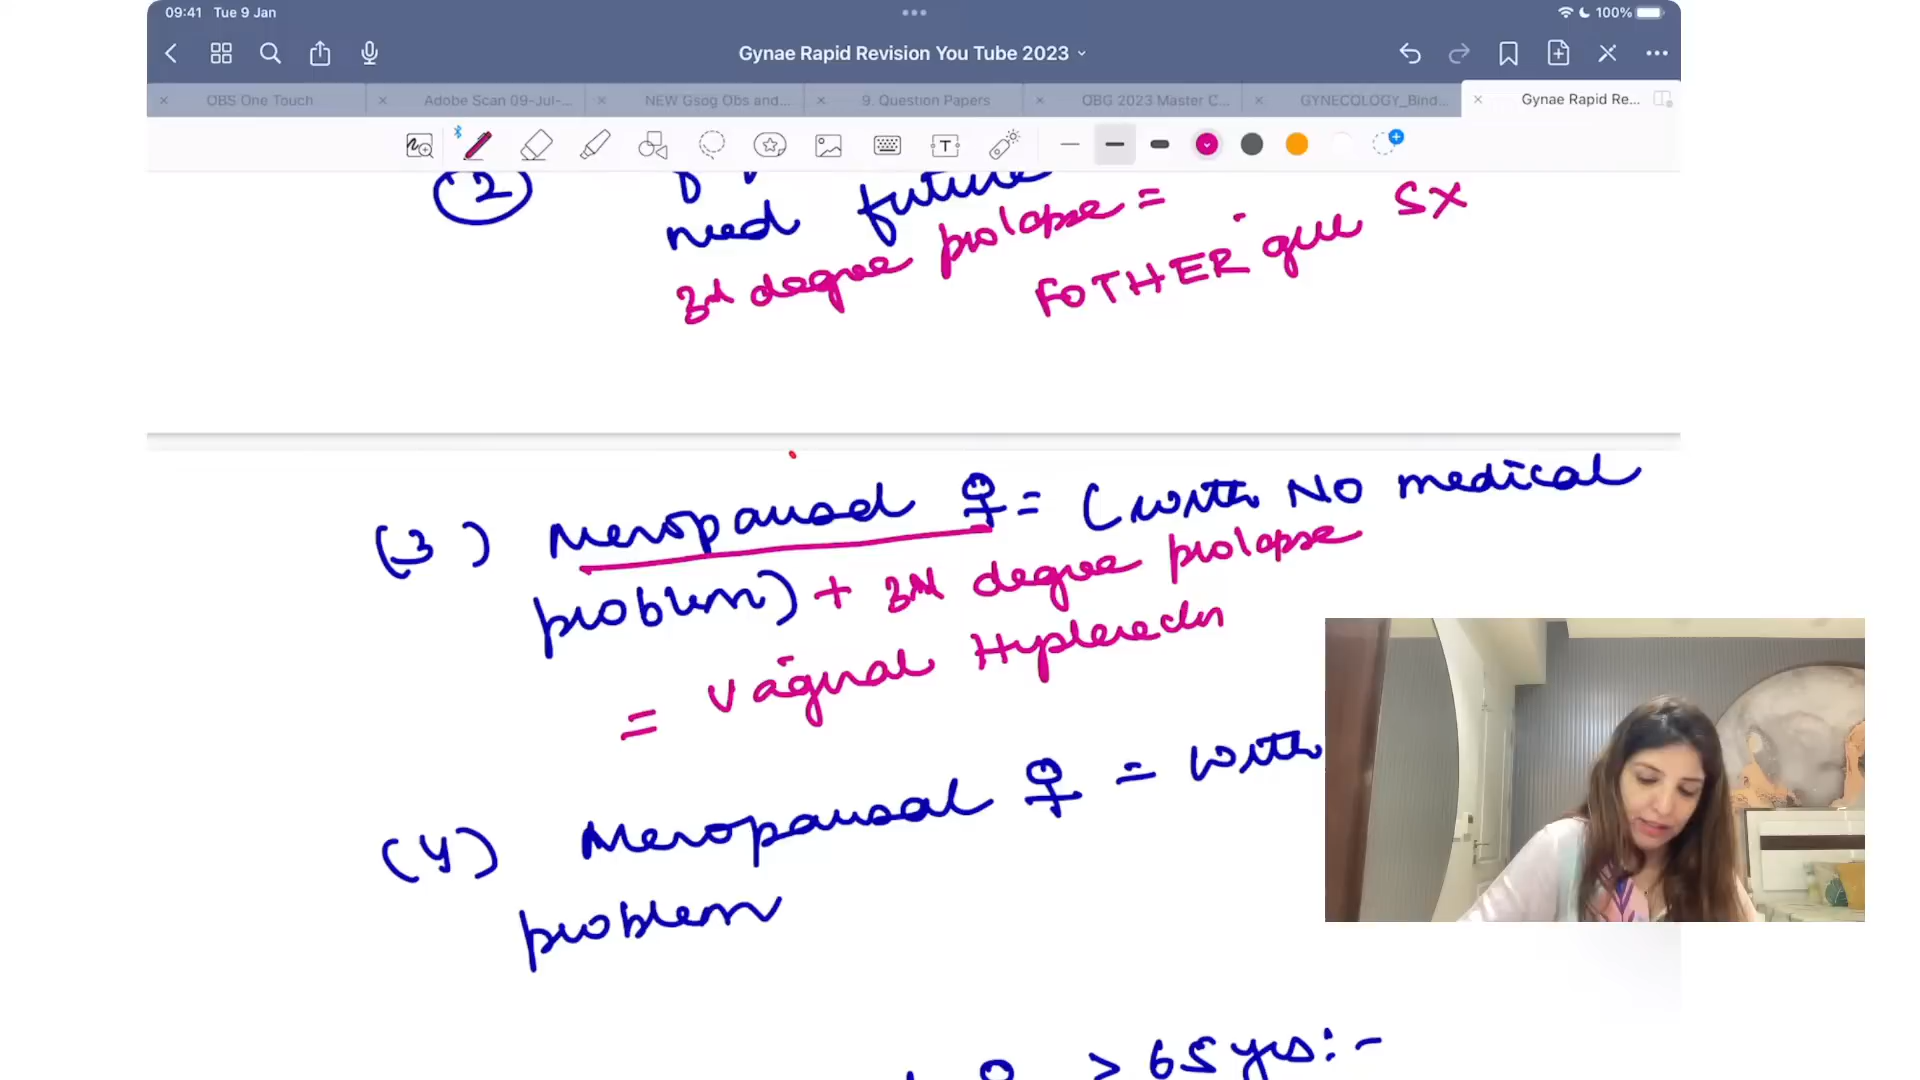 09:41 Tue 9 Jan
100%
Gynae Rapid Revision You Tube 2023
OBS One Touch
Adobe Scan 09-Jul-...
NEW Gsog Obs and...
9. Question Papers
OBG 2023 Master C...
GYNECOLOGY_Bind...
Gynae Rapid Re...
(2)
need future
3rd degree prolapse =
FOTHERgill SX
(3) Menopausal ♀ = (with NO medical
problem) + 3rd degree prolapse
= vaginal
(4) Menopausal ♀ = with
problem
> 65 yrs:-